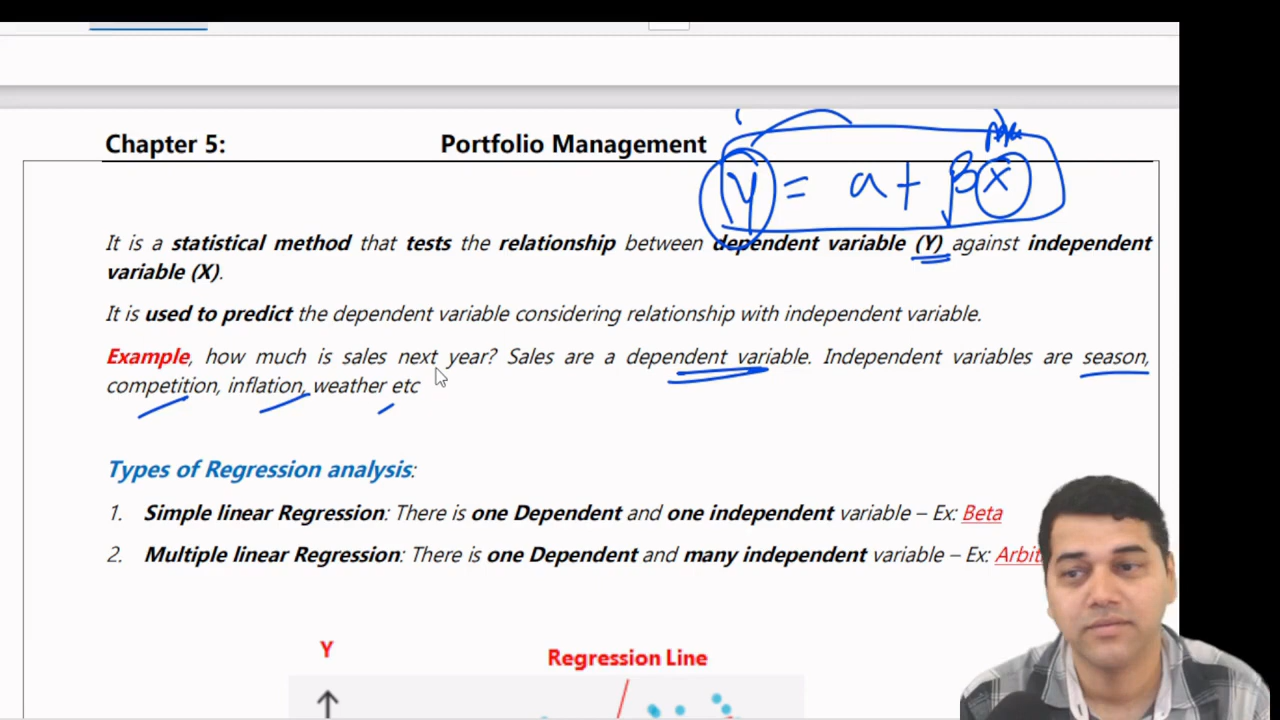 Chapter 5: Portfolio Management
y = a + βx
It is a statistical method that tests the relationship between dependent variable (Y) against independent
variable (X).
It is used to predict the dependent variable considering relationship with independent variable.
Example, how much is sales next year? Sales are a dependent variable. Independent variables are season,
competition, inflation, weather etc
Types of Regression analysis:
1. Simple linear Regression: There is one Dependent and one independent variable – Ex: Beta
2. Multiple linear Regression: There is one Dependent and many independent variable – Ex:
Y
Regression Line